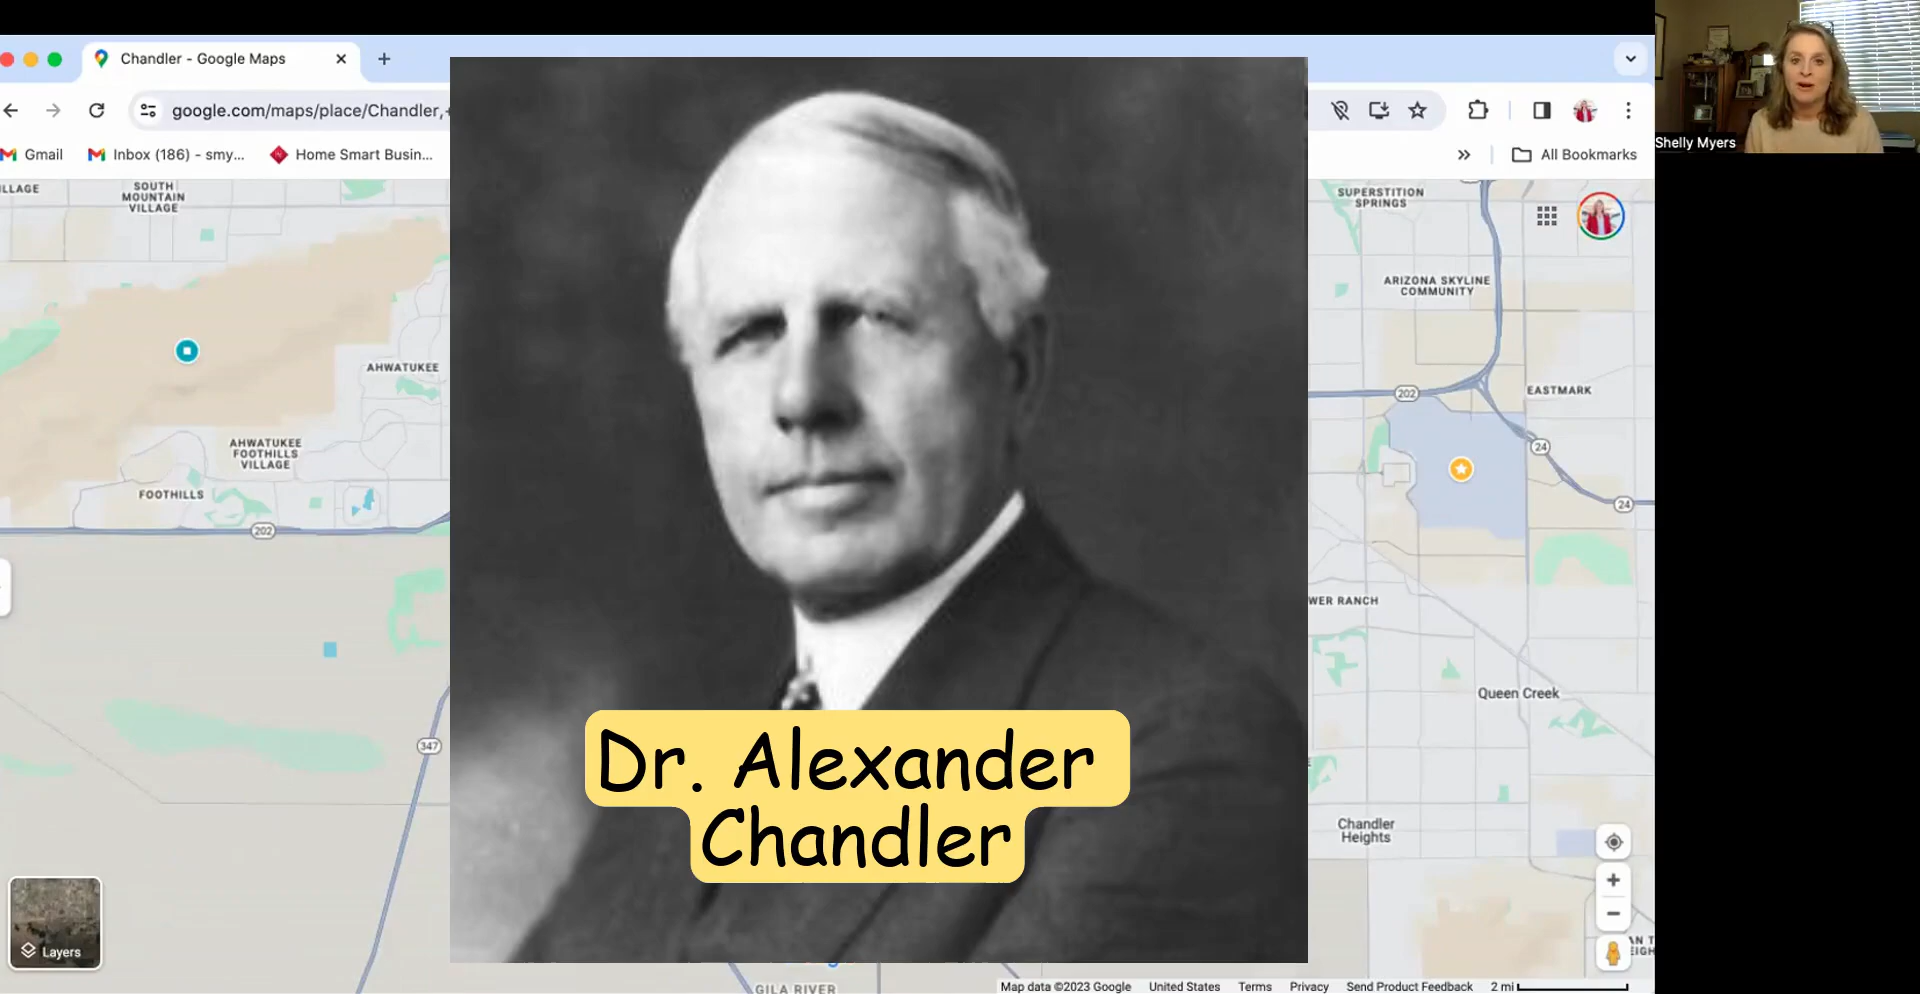 Chandler - Google Maps
google.com/maps/place/Chandler,
Gmail
Inbox (186) - smy...
Home Smart Busin...
All Bookmarks
Shelly Myers
SOUTH
MOUNTAIN
VILLAGE
SUPERSTITION
SPRINGS
ARIZONA SKYLINE
COMMUNITY
AHWATUKEE
202
EASTMARK
AHWATUKEE
FOOTHILLS
VILLAGE
24
FOOTHILLS
24
202
WER RANCH
Queen Creek
347
Dr. Alexander
Chandler
Chandler
Heights
Layers
GILA RIVER
Map data ©2023 Google
United States
Terms
Privacy
Send Product Feedback
2 mi